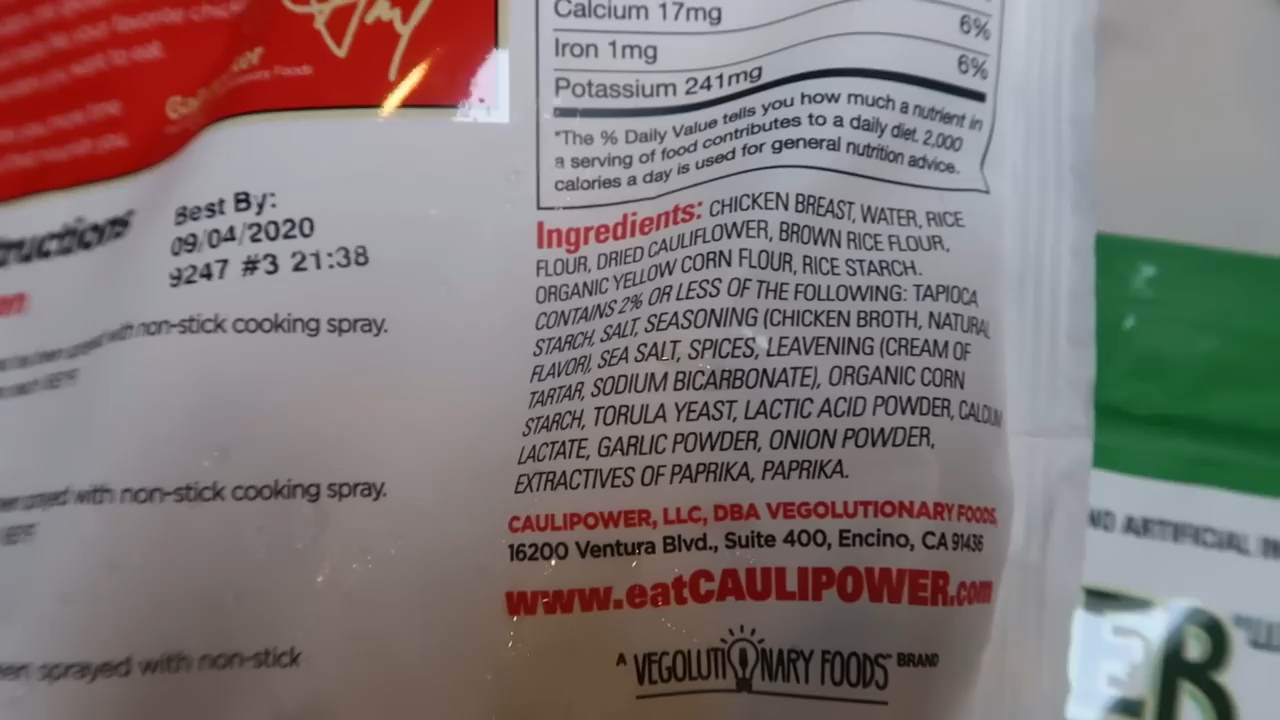 Calcium 17mg 6%
Iron 1mg 6%
Potassium 241mg
*The % Daily Value tells you how much a nutrient in
a serving of food contributes to a daily diet. 2,000
calories a day is used for general nutrition advice.
Best By:
09/04/2020
9247 #3 21:38
with non-stick cooking spray.
with non-stick cooking spray.
sprayed with non-stick
Ingredients: CHICKEN BREAST, WATER, RICE
FLOUR, DRIED CAULIFLOWER, BROWN RICE FLOUR,
ORGANIC YELLOW CORN FLOUR, RICE STARCH.
CONTAINS 2% OR LESS OF THE FOLLOWING: TAPIOCA
STARCH, SALT, SEASONING (CHICKEN BROTH, NATURAL
FLAVOR), SEA SALT, SPICES, LEAVENING (CREAM OF
TARTAR, SODIUM BICARBONATE), ORGANIC CORN
STARCH, TORULA YEAST, LACTIC ACID POWDER, CALCIUM
LACTATE, GARLIC POWDER, ONION POWDER,
EXTRACTIVES OF PAPRIKA, PAPRIKA.
CAULIPOWER, LLC, DBA VEGOLUTIONARY FOODS,
16200 Ventura Blvd., Suite 400, Encino, CA 91436
www.eatCAULIPOWER.com
A VEGOLUTIONARY FOODS™ BRAND
ARTIFICIAL